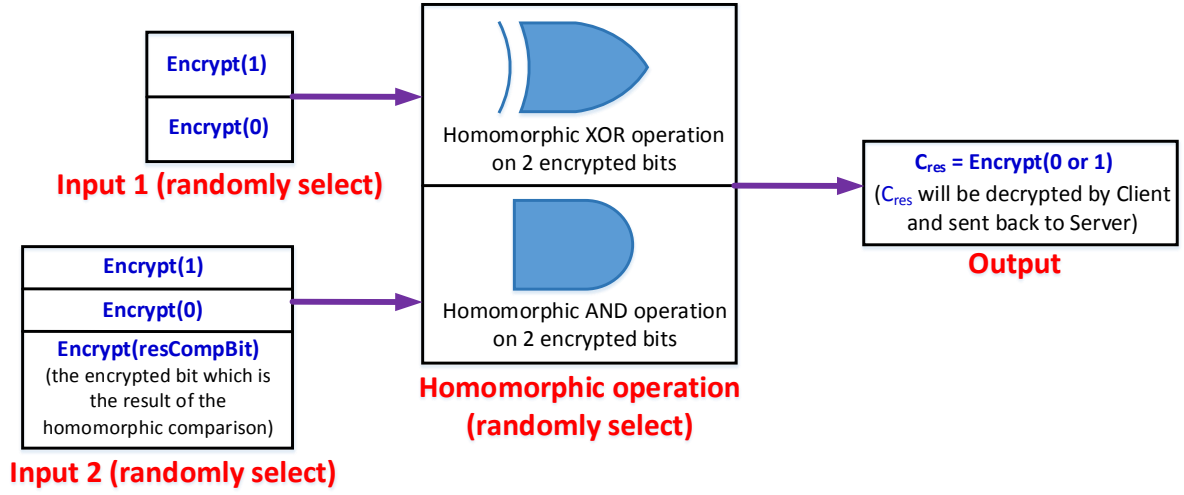 Encrypt(1)
Encrypt(0)
Input 1 (randomly select)
Encrypt(1)
Encrypt(0)
Encrypt(resCompBit)
(the encrypted bit which is
the result of the
homomorphic comparison)
Input 2 (randomly select)
Homomorphic XOR operation
on 2 encrypted bits
Homomorphic AND operation
on 2 encrypted bits
Homomorphic operation
(randomly select)
Cres = Encrypt(0 or 1)
(Cres will be decrypted by Client
and sent back to Server)
Output